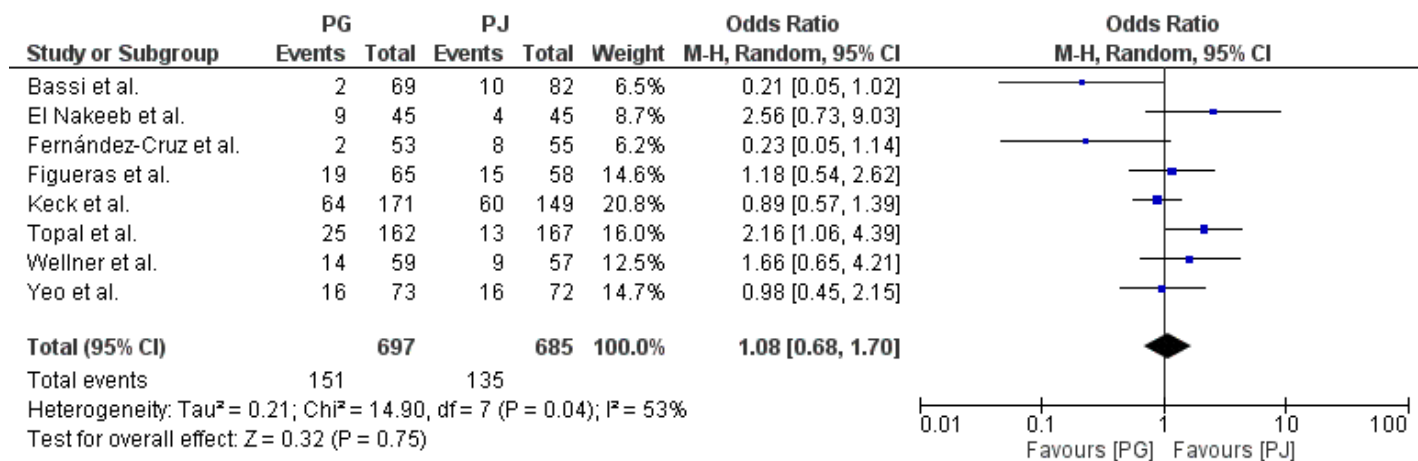 PG PJ Odds Ratio Odds Ratio
Study or Subgroup Events Total Events Total Weight M-H, Random, 95% CI M-H, Random, 95% CI
Bassi et al. 2 69 10 82 6.5% 0.21 [0.05, 1.02]
El Nakeeb et al. 9 45 4 45 8.7% 2.56 [0.73, 9.03]
Fernández-Cruz et al. 2 53 8 55 6.2% 0.23 [0.05, 1.14]
Figueras et al. 19 65 15 58 14.6% 1.18 [0.54, 2.62]
Keck et al. 64 171 60 149 20.8% 0.89 [0.57, 1.39]
Topal et al. 25 162 13 167 16.0% 2.16 [1.06, 4.39]
Wellner et al. 14 59 9 57 12.5% 1.66 [0.65, 4.21]
Yeo et al. 16 73 16 72 14.7% 0.98 [0.45, 2.15]
Total (95% CI) 697 685 100.0% 1.08 [0.68, 1.70]
Total events 151 135
Heterogeneity: Tau² = 0.21; Chi² = 14.90, df = 7 (P = 0.04); I² = 53%
Test for overall effect: Z = 0.32 (P = 0.75)
0.01 0.1 1 10 100
Favours [PG] Favours [PJ]